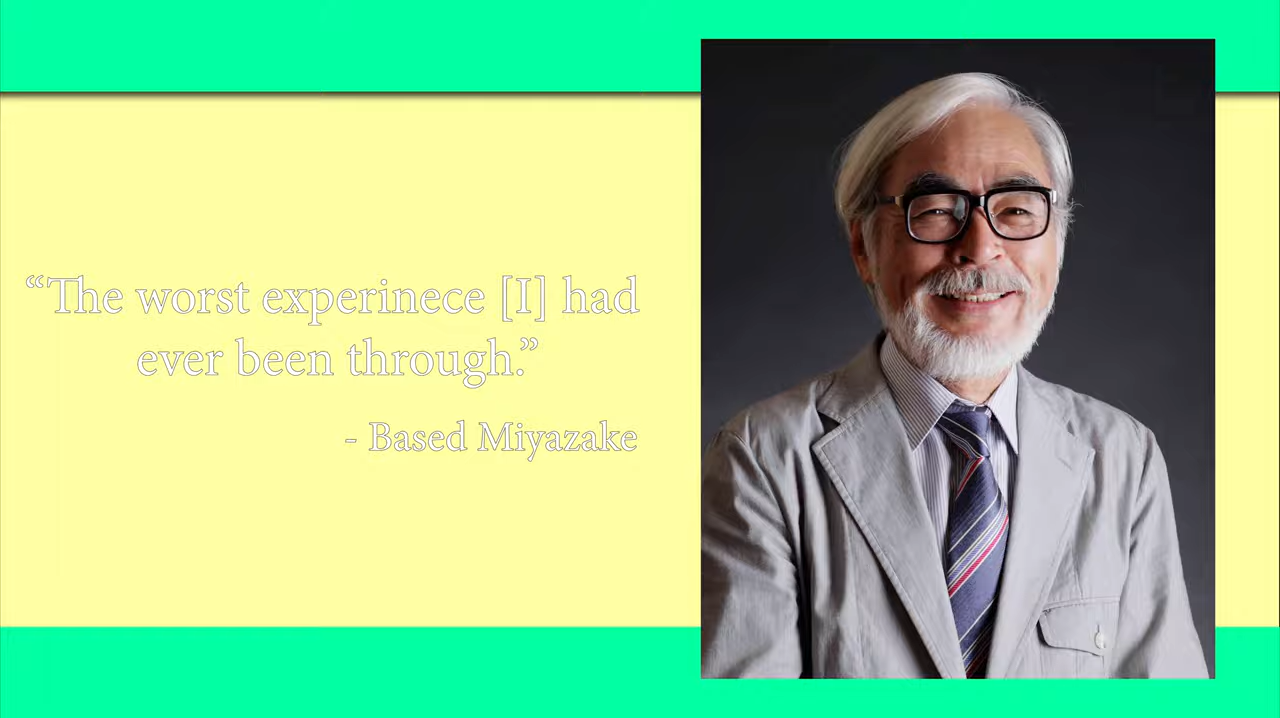 “The worst experinece [I] had
ever been through.”
- Based Miyazake